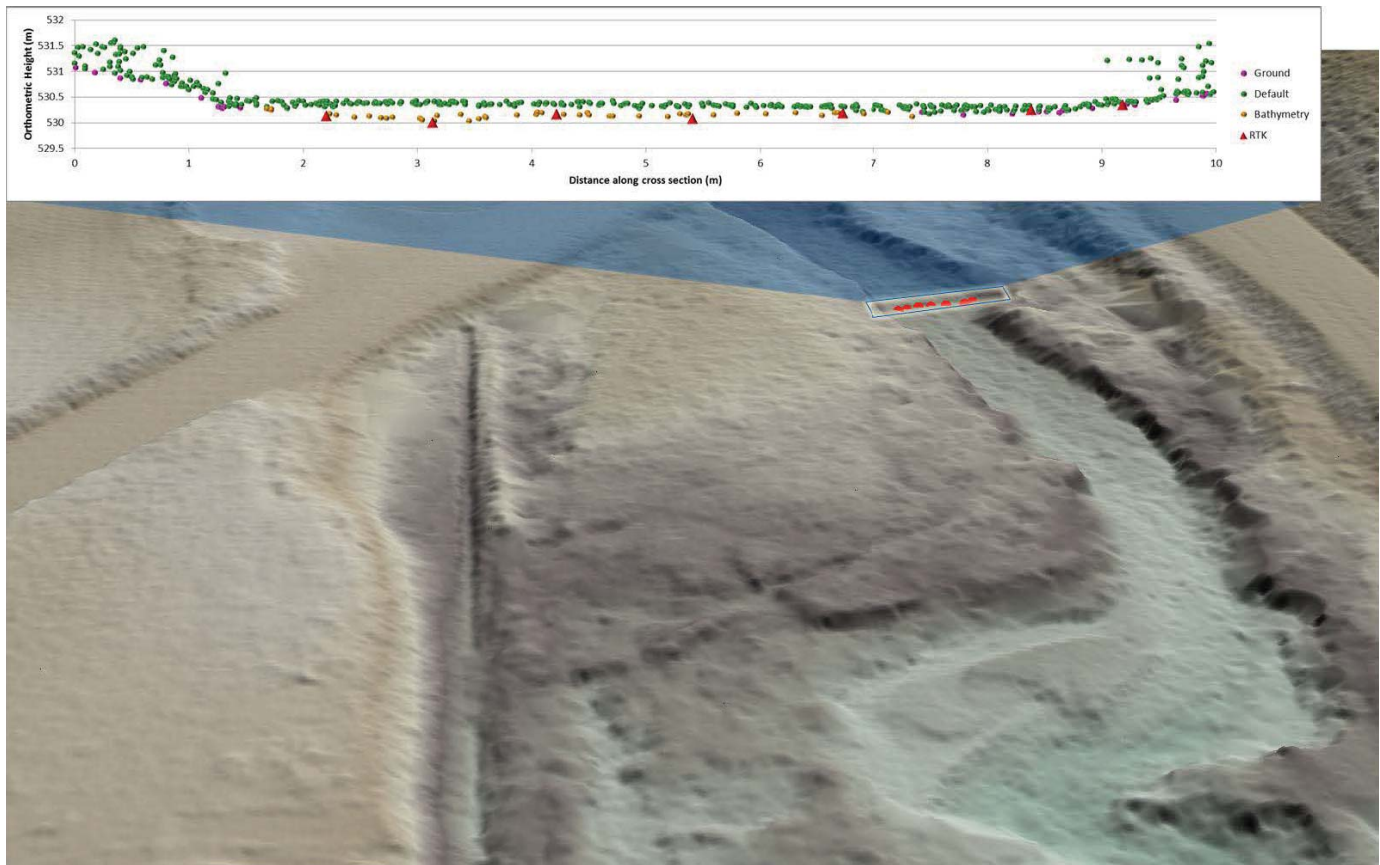 532
531.5
531
530.5
530
529.5
Orthometric Height (m)
0 1 2 3 4 5 6 7 8 9 10
Distance along cross section (m)
Ground
Default
Bathymetry
RTK